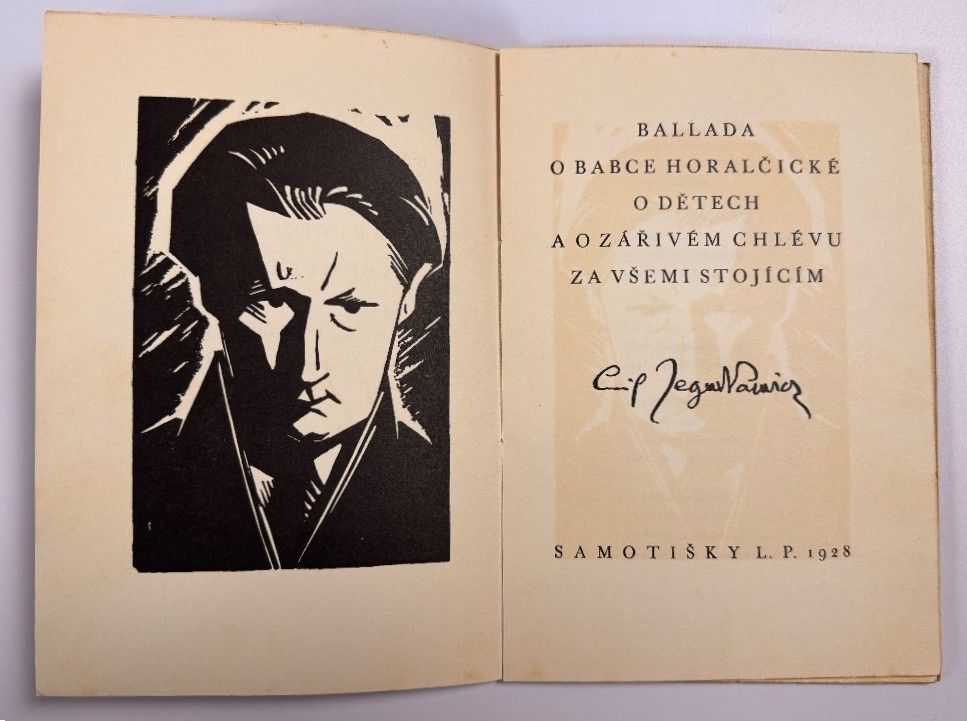 BALLADA
O BABCE HORALČICKÉ
O DĚTECH
A O ZÁŘIVÉM CHLÉVU
ZA VŠEMI STOJÍCÍM
SAMOTIŠKY L. P. 1928